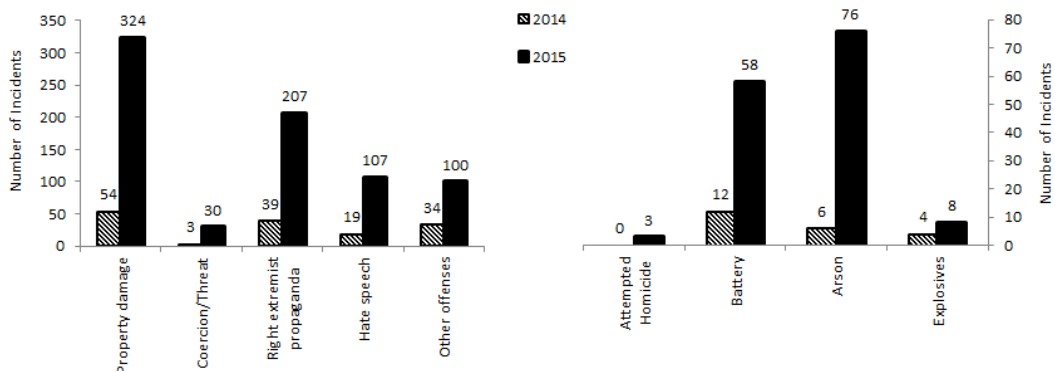 350
300
250
200
150
100
50
0
Number of Incidents
54
324
3
30
39
207
19
107
34
100
Property damage
Coercion/Threat
Right extremist
propaganda
Hate speech
Other offenses
2014
2015
0
3
12
58
6
76
4
8
Attempted
Homicide
Battery
Arson
Explosives
80
70
60
50
40
30
20
10
0
Number of Incidents